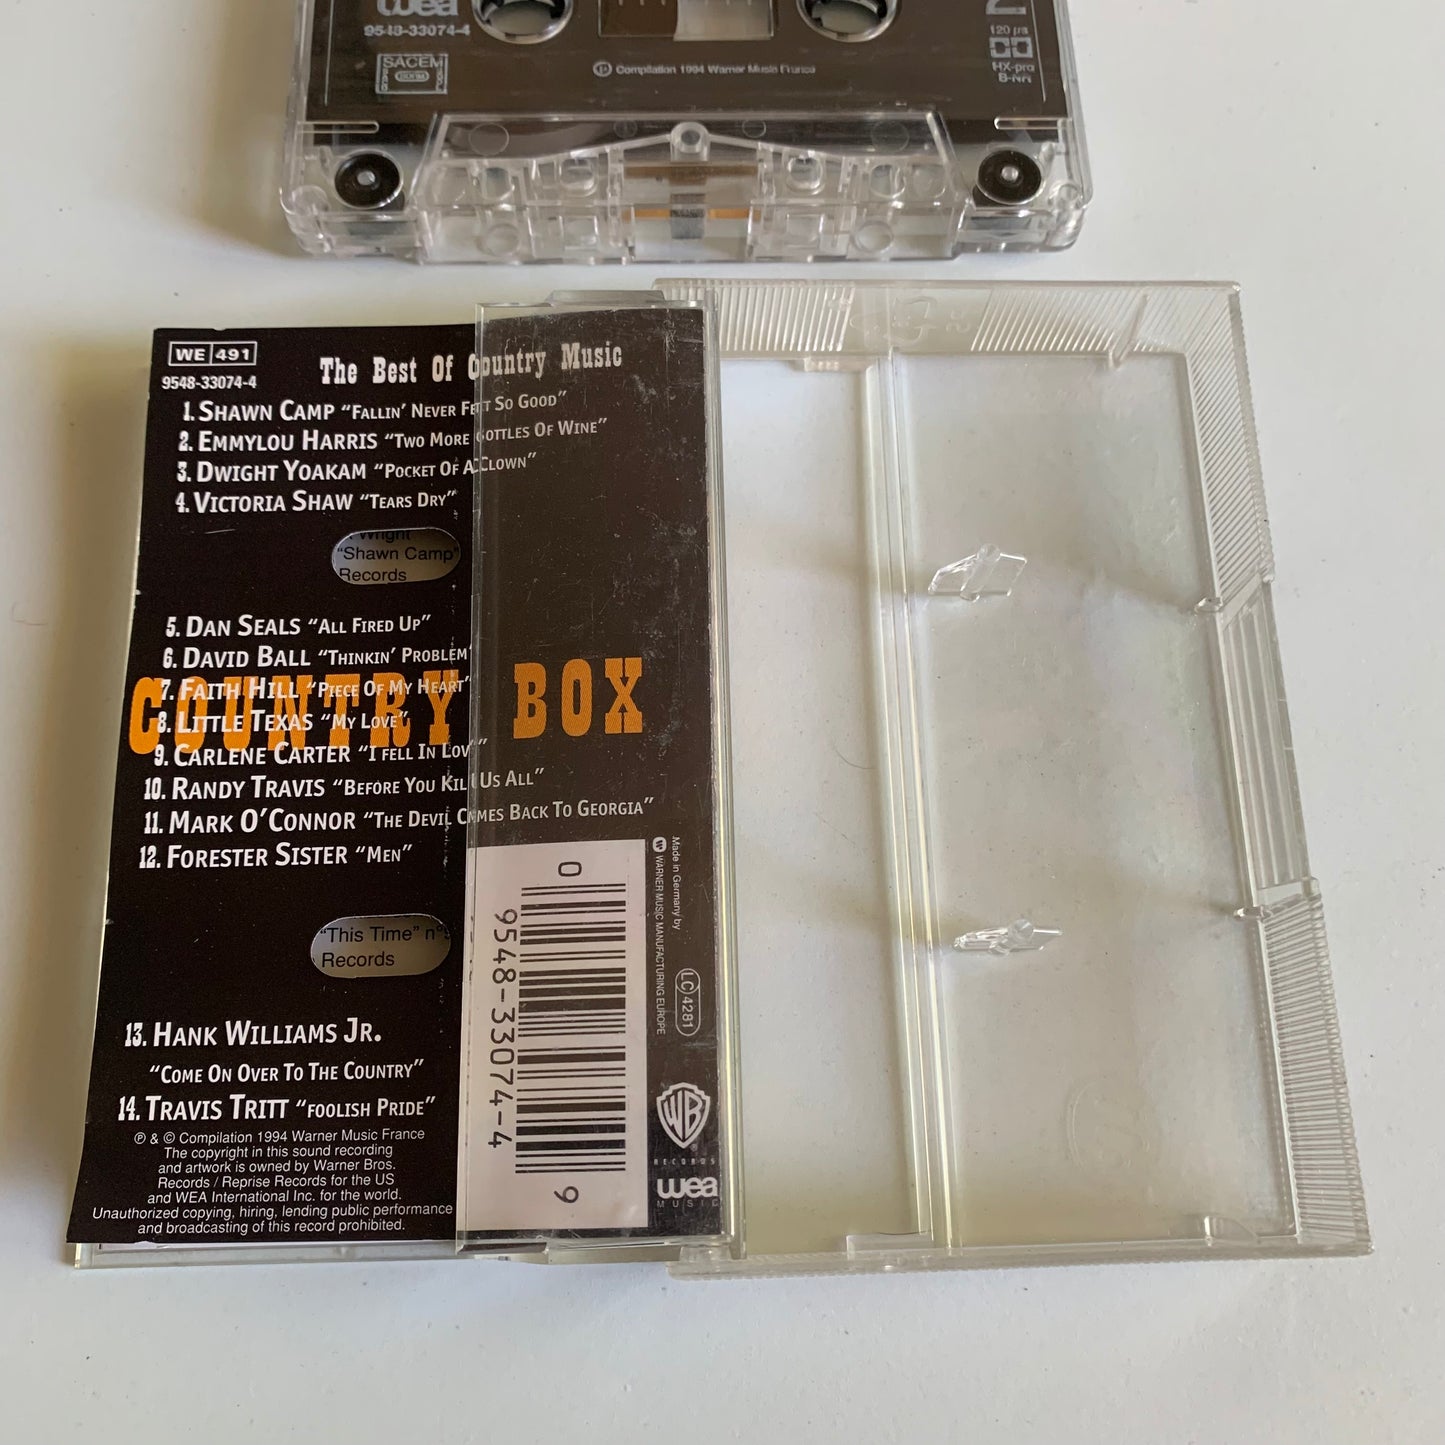 wea
9548-33074-4
SACEM
℗ Compilation 1994 Warner Music France
2
120 µs
HX-pro
B-NR
WE 491
9548-33074-4
The Best Of Country Music
1. SHAWN CAMP “FALLIN’ NEVER FELT SO GOOD”
2. EMMYLOU HARRIS “TWO MORE BOTTLES OF WINE”
3. DWIGHT YOAKAM “POCKET OF A CLOWN”
4. VICTORIA SHAW “TEARS DRY”
Wright
“Shawn Camp”
Records
5. DAN SEALS “ALL FIRED UP”
6. DAVID BALL “THINKIN’ PROBLEM”
7. FAITH HILL “PIECE OF MY HEART”
8. LITTLE TEXAS “MY LOVE”
COUNTRY BOX
9. CARLENE CARTER “I FELL IN LOVE”
10. RANDY TRAVIS “BEFORE YOU KILL US ALL”
11. MARK O’CONNOR “THE DEVIL COMES BACK TO GEORGIA”
12. FORESTER SISTER “MEN”
“This Time” n°
Records
13. HANK WILLIAMS JR.
“COME ON OVER TO THE COUNTRY”
14. TRAVIS TRITT “FOOLISH PRIDE”
℗ & © Compilation 1994 Warner Music France
The copyright in this sound recording
and artwork is owned by Warner Bros.
Records / Reprise Records for the US
and WEA International Inc. for the world.
Unauthorized copying, hiring, lending public performance
and broadcasting of this record prohibited.
0
9548-33074-4
9
Made in Germany by
WARNER MUSIC MANUFACTURING EUROPE
LC 4281
WB
RECORDS
wea
MUSIC